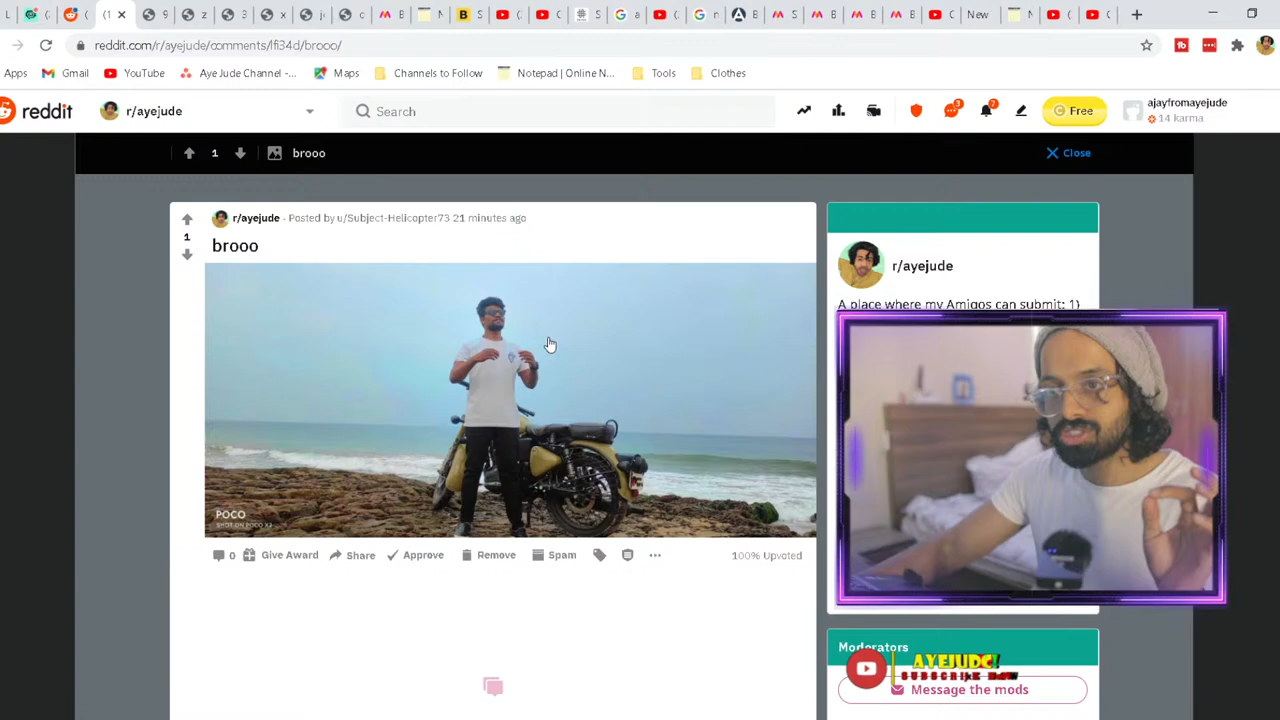 reddit.com/r/ayejude/comments/lfi34d/brooo/
Apps Gmail YouTube Aye Jude Channel -... Maps Channels to Follow Notepad | Online N... Tools Clothes
reddit r/ayejude Search 3 7 Free ajayfromayejude
14 karma
1 brooo Close
r/ayejude · Posted by u/Subject-Helicopter73 21 minutes ago
1
brooo
r/ayejude
A place where my Amigos can submit: 1)
POCO
SHOT ON POCO X2
0 Give Award Share Approve Remove Spam 100% Upvoted
Moderators
AYEJUDE!
SUBSCRIBE NOW
Message the mods